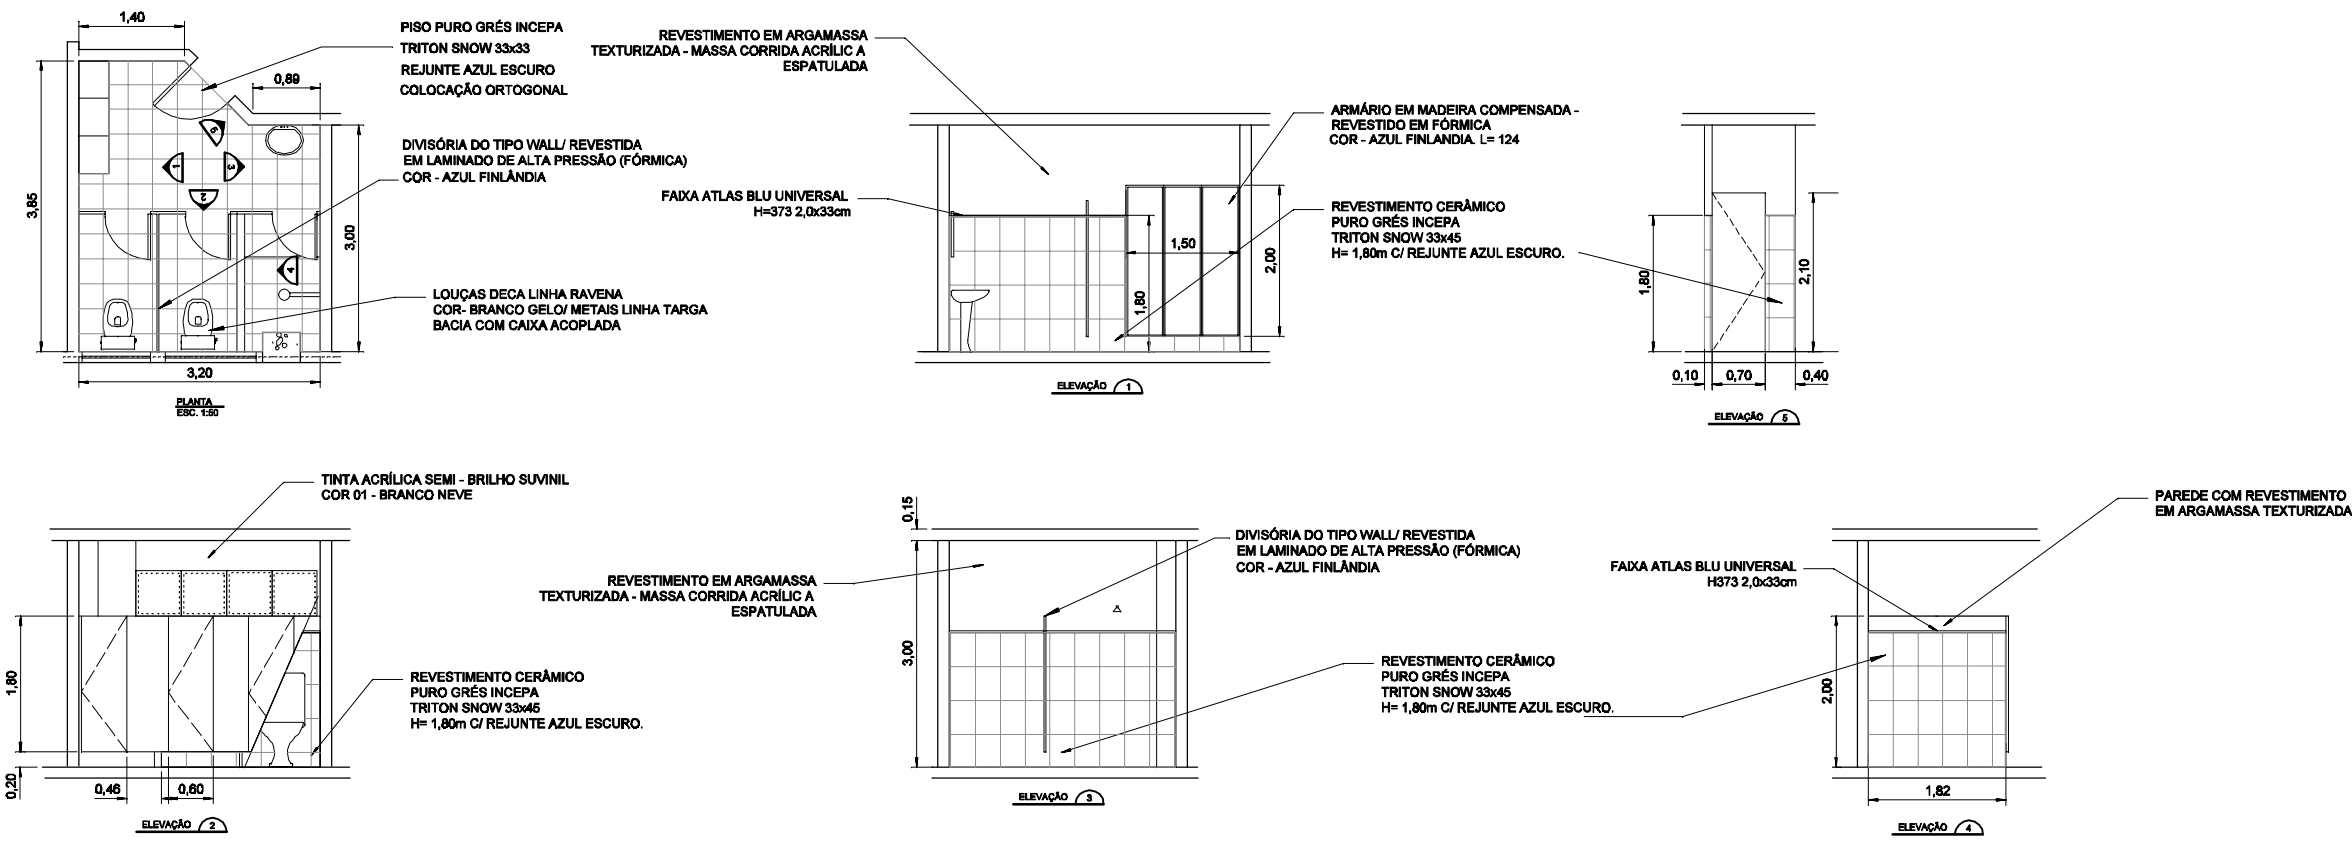 1,40
PISO PURO GRÉS INCEPA
TRITON SNOW 33x33
REJUNTE AZUL ESCURO
COLOCAÇÃO ORTOGONAL
0,89
3,85
3,00
5
1
3
2
4
DIVISÓRIA DO TIPO WALL/ REVESTIDA
EM LAMINADO DE ALTA PRESSÃO (FÓRMICA)
COR - AZUL FINLÂNDIA
LOUÇAS DECA LINHA RAVENA
COR- BRANCO GELO/ METAIS LINHA TARGA
BACIA COM CAIXA ACOPLADA
3,20
PLANTA
ESC. 1:50
REVESTIMENTO EM ARGAMASSA
TEXTURIZADA - MASSA CORRIDA ACRÍLIC A
ESPATULADA
FAIXA ATLAS BLU UNIVERSAL
H=373 2,0x33cm
ARMÁRIO EM MADEIRA COMPENSADA -
REVESTIDO EM FÓRMICA
COR - AZUL FINLANDIA. L= 124
REVESTIMENTO CERÂMICO
PURO GRÉS INCEPA
TRITON SNOW 33x45
H= 1,80m C/ REJUNTE AZUL ESCURO.
1,50
2,00
1,80
ELEVAÇÃO 1
1,80
2,10
0,10
0,70
0,40
ELEVAÇÃO 5
TINTA ACRÍLICA SEMI - BRILHO SUVINIL
COR 01 - BRANCO NEVE
1,80
0,20
0,46
0,60
REVESTIMENTO CERÂMICO
PURO GRÉS INCEPA
TRITON SNOW 33x45
H= 1,80m C/ REJUNTE AZUL ESCURO.
ELEVAÇÃO 2
0,15
3,00
REVESTIMENTO EM ARGAMASSA
TEXTURIZADA - MASSA CORRIDA ACRÍLIC A
ESPATULADA
DIVISÓRIA DO TIPO WALL/ REVESTIDA
EM LAMINADO DE ALTA PRESSÃO (FÓRMICA)
COR - AZUL FINLÂNDIA
REVESTIMENTO CERÂMICO
PURO GRÉS INCEPA
TRITON SNOW 33x45
H= 1,80m C/ REJUNTE AZUL ESCURO.
ELEVAÇÃO 3
PAREDE COM REVESTIMENTO
EM ARGAMASSA TEXTURIZADA
FAIXA ATLAS BLU UNIVERSAL
H373 2,0x33cm
2,00
1,82
ELEVAÇÃO 4